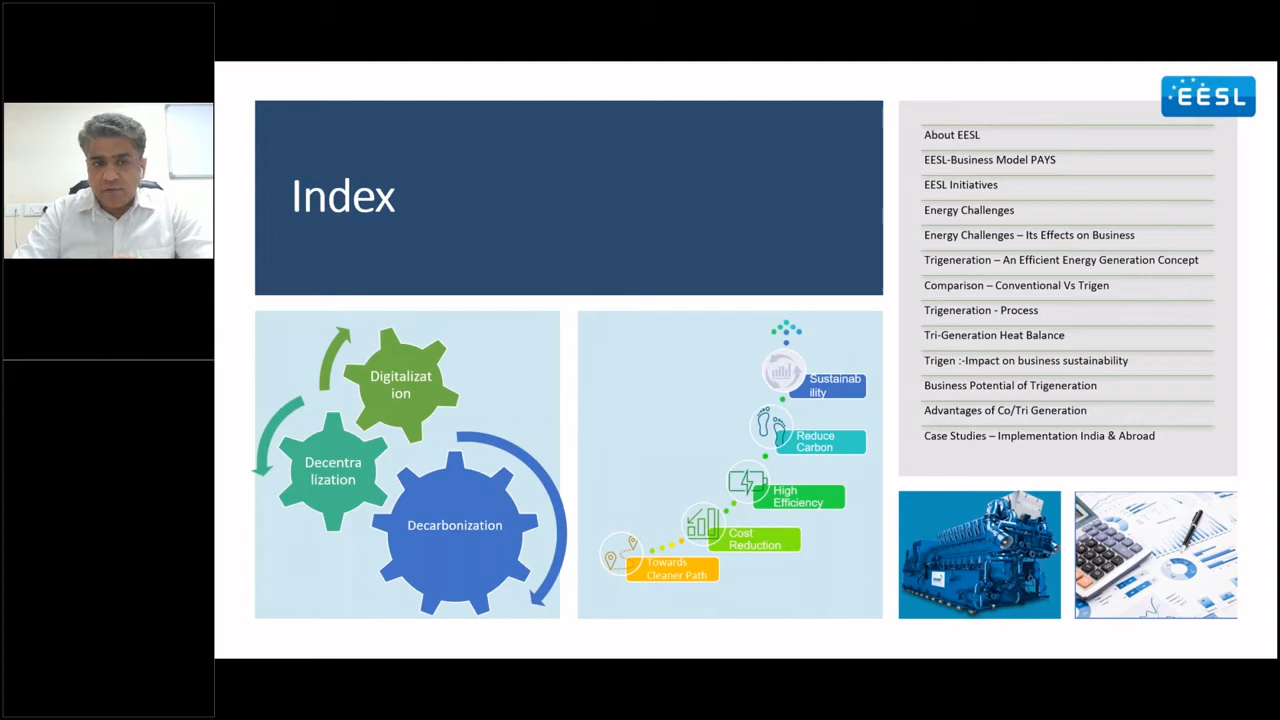 EESL
Index
About EESL
EESL-Business Model PAYS
EESL Initiatives
Energy Challenges
Energy Challenges – Its Effects on Business
Trigeneration – An Efficient Energy Generation Concept
Comparison – Conventional Vs Trigen
Trigeneration - Process
Tri-Generation Heat Balance
Trigen :-Impact on business sustainability
Business Potential of Trigeneration
Advantages of Co/Tri Generation
Case Studies – Implementation India & Abroad
Digitalizat
ion
Decentra
lization
Decarbonization
Sustainab
ility
Reduce
Carbon
High
Efficiency
Cost
Reduction
Towards
Cleaner Path